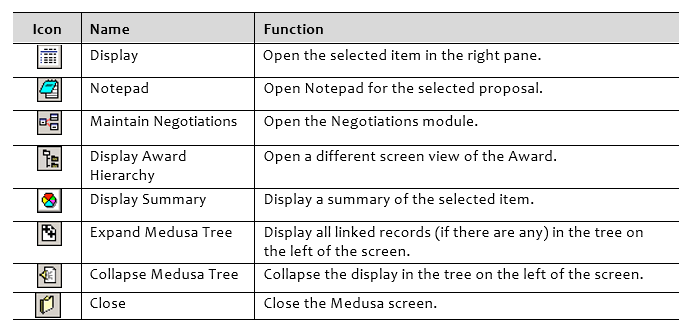 Icon Name Function
Display Open the selected item in the right pane.
Notepad Open Notepad for the selected proposal.
Maintain Negotiations Open the Negotiations module.
Display Award Open a different screen view of the Award.
Hierarchy
Display Summary Display a summary of the selected item.
Expand Medusa Tree Display all linked records (if there are any) in the tree on
the left of the screen.
Collapse Medusa Tree Collapse the display in the tree on the left of the screen.
Close Close the Medusa screen.